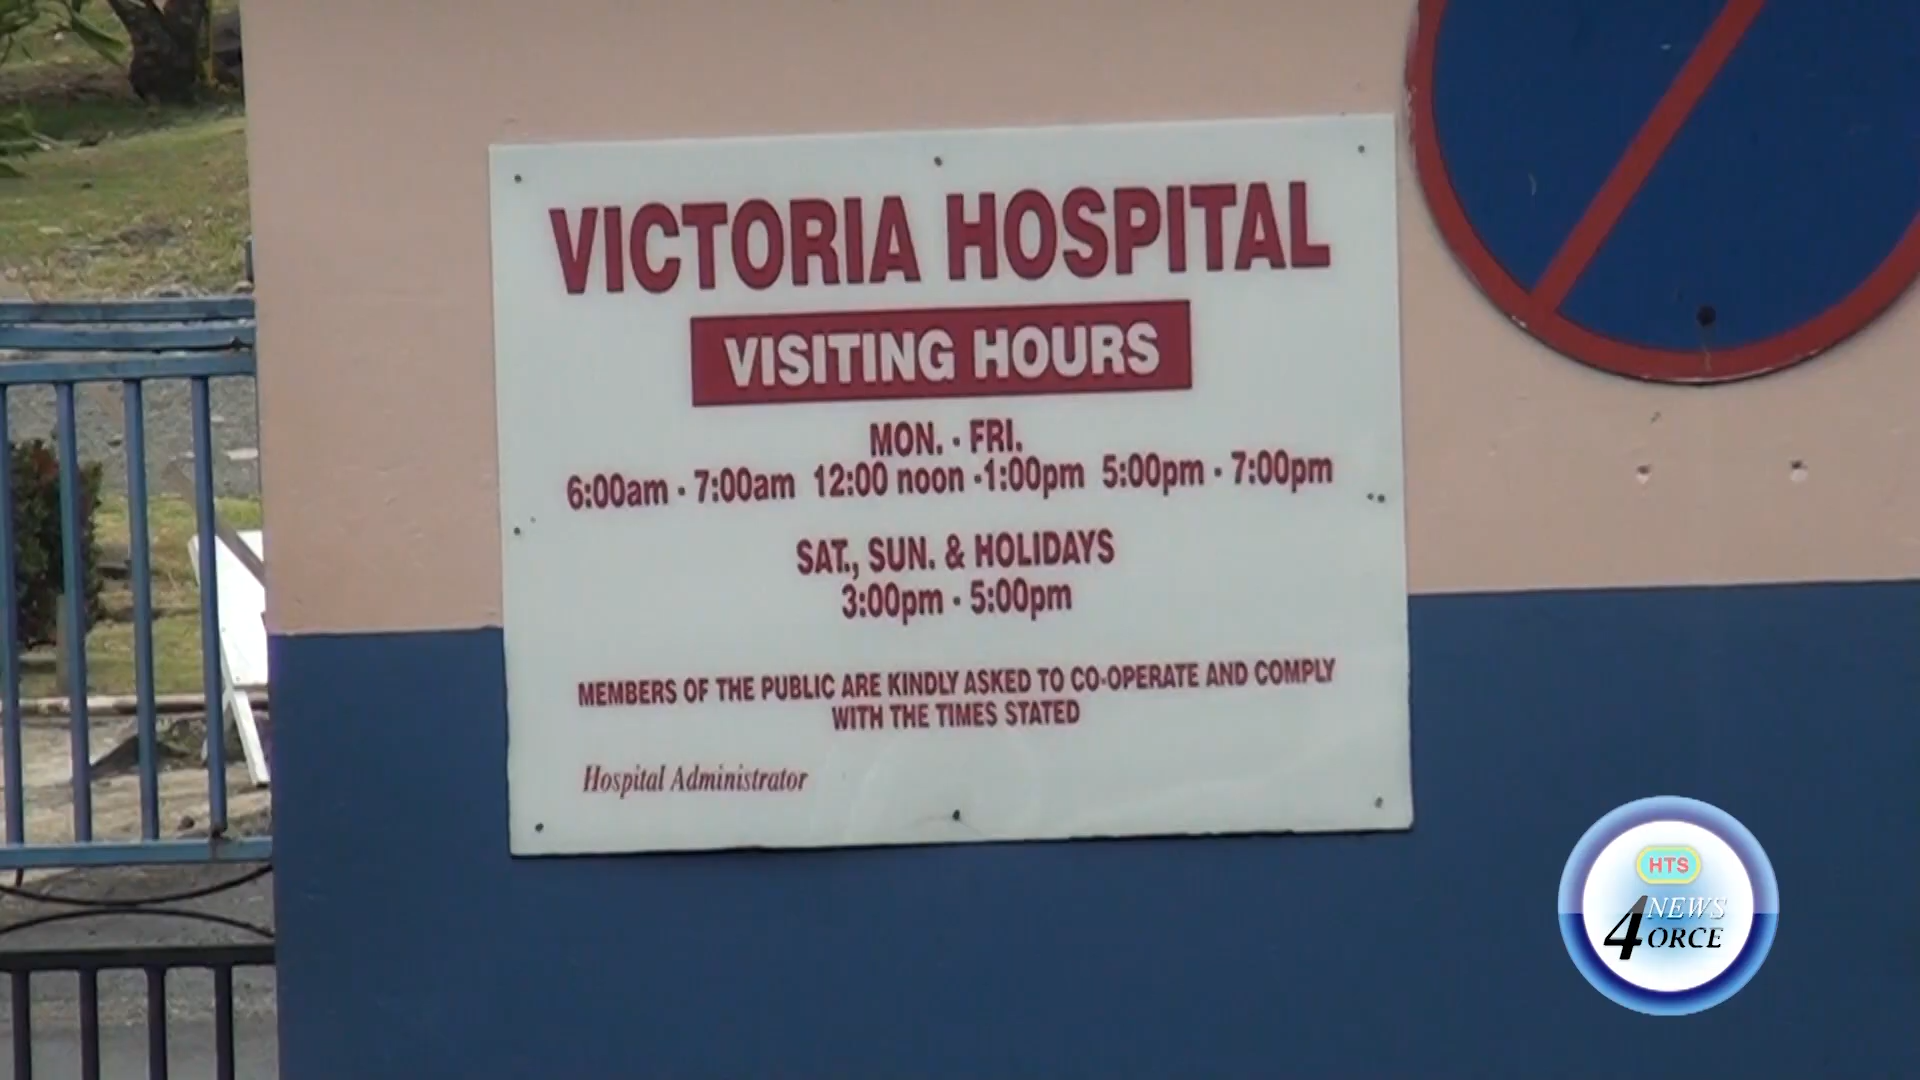 VICTORIA HOSPITAL
VISITING HOURS
MON. - FRI.
6:00am - 7:00am 12:00 noon -1:00pm 5:00pm - 7:00pm
SAT., SUN. & HOLIDAYS
3:00pm - 5:00pm
MEMBERS OF THE PUBLIC ARE KINDLY ASKED TO CO-OPERATE AND COMPLY
WITH THE TIMES STATED
Hospital Administrator
HTS
NEWS
4ORCE